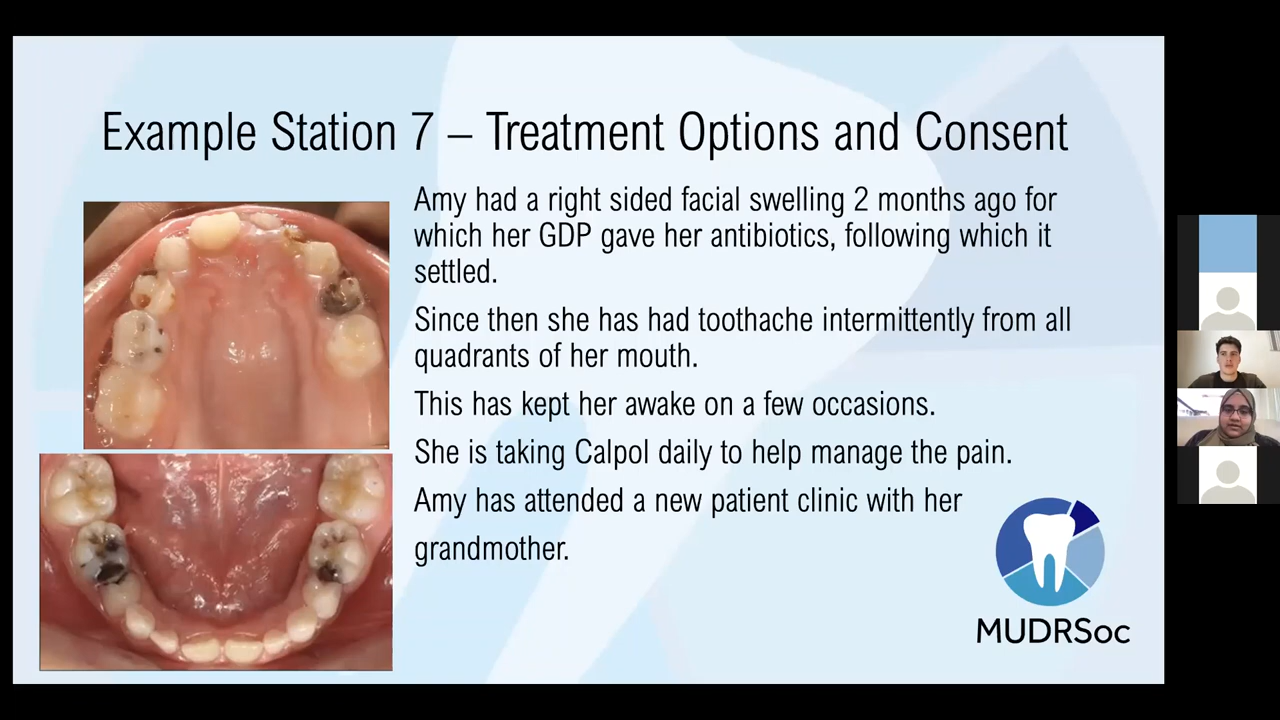 Example Station 7 – Treatment Options and Consent
Amy had a right sided facial swelling 2 months ago for
which her GDP gave her antibiotics, following which it
settled.
Since then she has had toothache intermittently from all
quadrants of her mouth.
This has kept her awake on a few occasions.
She is taking Calpol daily to help manage the pain.
Amy has attended a new patient clinic with her
grandmother.
MUDRSoc